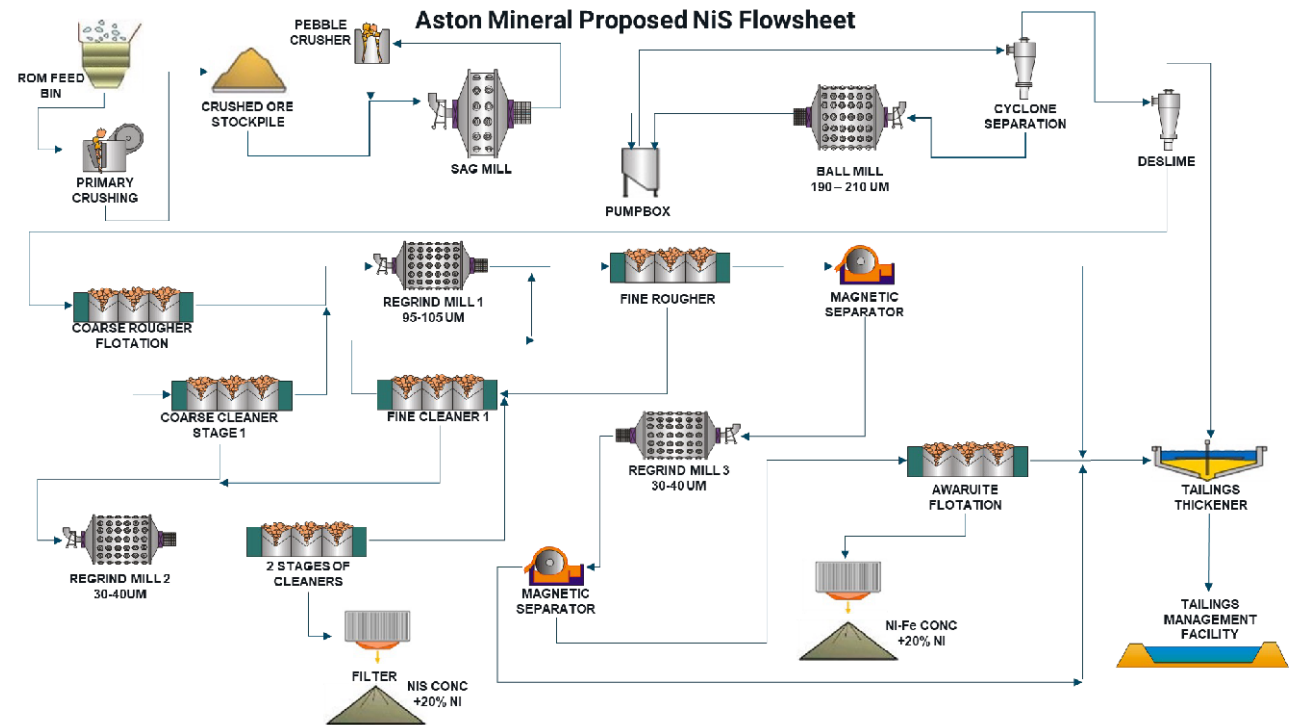 Aston Mineral Proposed NiS Flowsheet
PEBBLE
CRUSHER
ROM FEED
BIN
CRUSHED ORE
STOCKPILE
SAG MILL
PRIMARY
CRUSHING
PUMPBOX
BALL MILL
190 – 210 UM
CYCLONE
SEPARATION
DESLIME
COARSE ROUGHER
FLOTATION
REGRIND MILL 1
95-105 UM
FINE ROUGHER
MAGNETIC
SEPARATOR
COARSE CLEANER
STAGE 1
FINE CLEANER 1
REGRIND MILL 3
30-40 UM
AWARUITE
FLOTATION
TAILINGS
THICKENER
REGRIND MILL 2
30-40UM
2 STAGES OF
CLEANERS
MAGNETIC
SEPARATOR
FILTER
NIS CONC
+20% NI
NI-Fe CONC
+20% NI
TAILINGS
MANAGEMENT
FACILITY